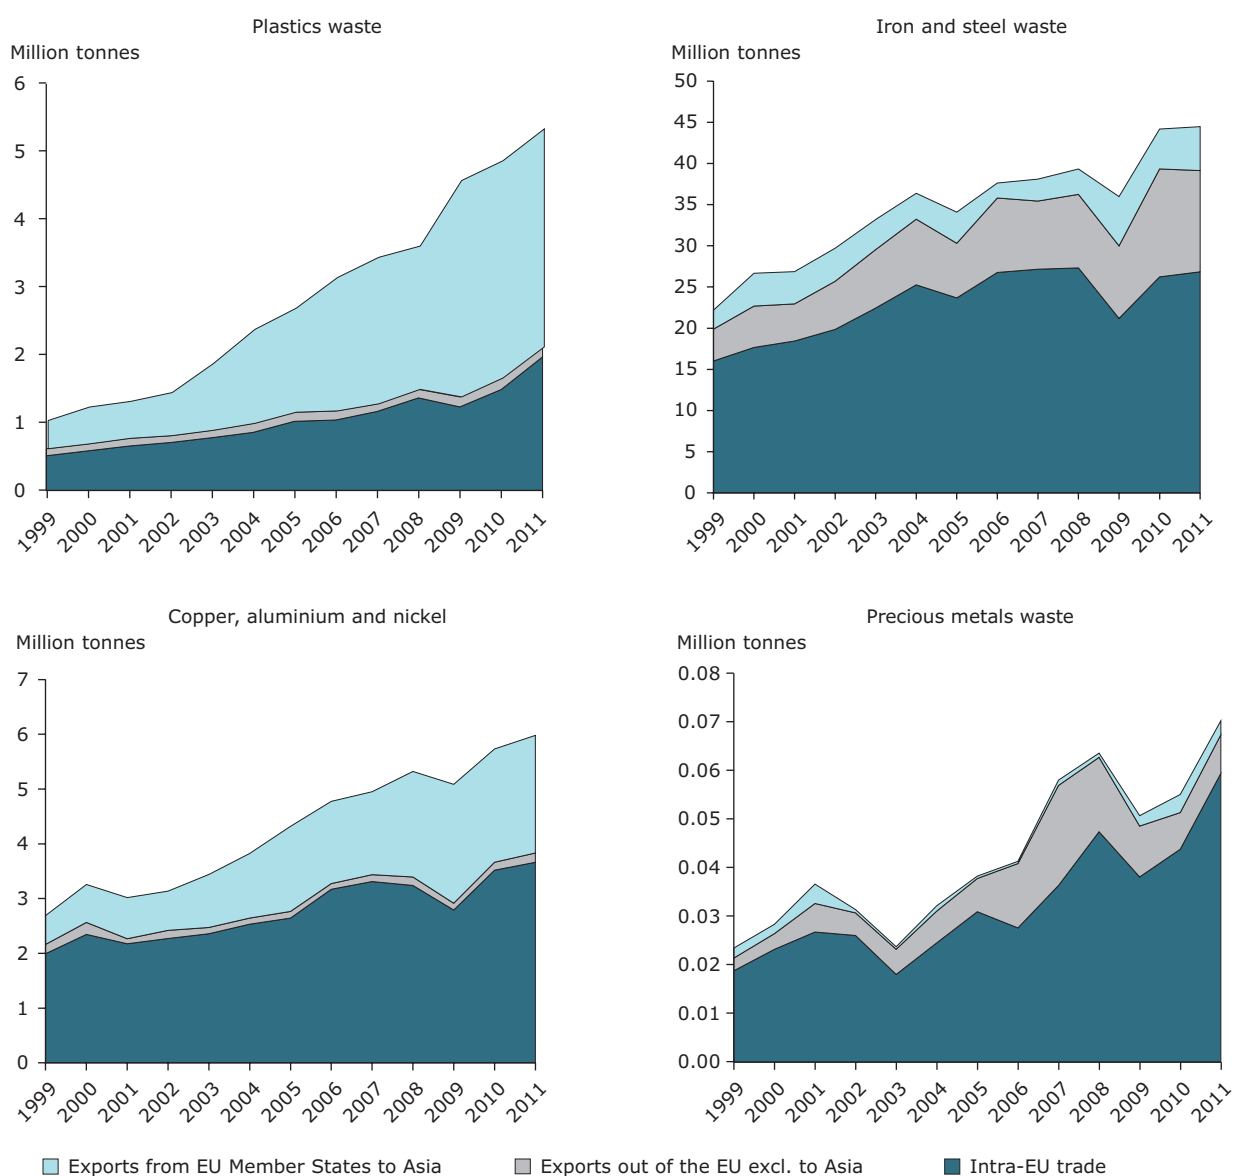 Plastics waste
Million tonnes
6
5
4
3
2
1
0
1999 2000 2001 2002 2003 2004 2005 2006 2007 2008 2009 2010 2011
Iron and steel waste
Million tonnes
50
45
40
35
30
25
20
15
10
5
0
1999 2000 2001 2002 2003 2004 2005 2006 2007 2008 2009 2010 2011
Copper, aluminium and nickel
Million tonnes
7
6
5
4
3
2
1
0
1999 2000 2001 2002 2003 2004 2005 2006 2007 2008 2009 2010 2011
Precious metals waste
Million tonnes
0.08
0.07
0.06
0.05
0.04
0.03
0.02
0.01
0.00
1999 2000 2001 2002 2003 2004 2005 2006 2007 2008 2009 2010 2011
Exports from EU Member States to Asia Exports out of the EU excl. to Asia Intra-EU trade